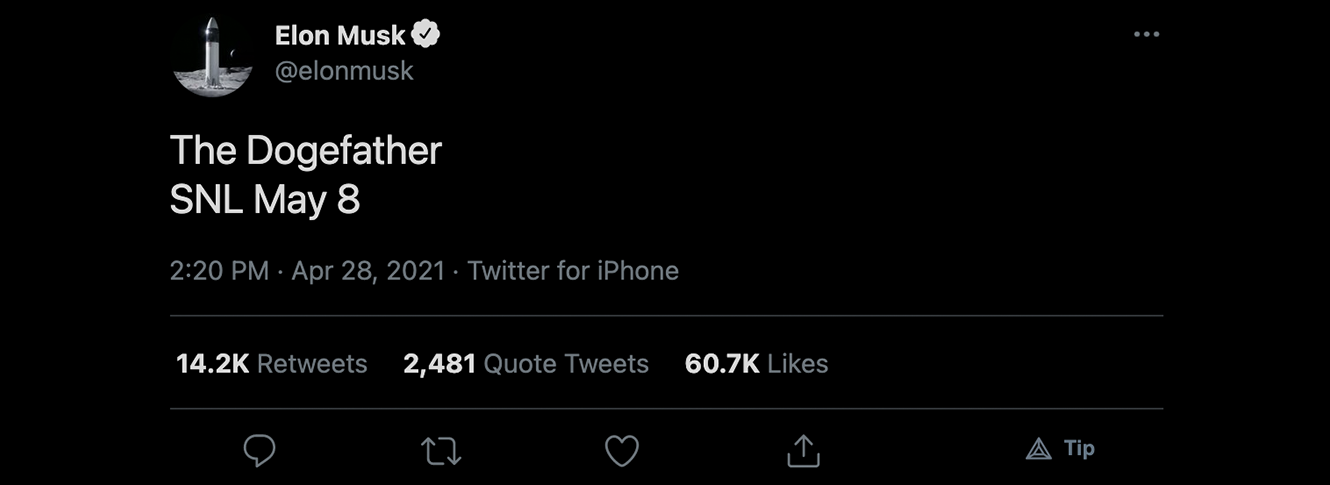 Elon Musk
@elonmusk
The Dogefather
SNL May 8
2:20 PM · Apr 28, 2021 · Twitter for iPhone
14.2K Retweets 2,481 Quote Tweets 60.7K Likes
Tip